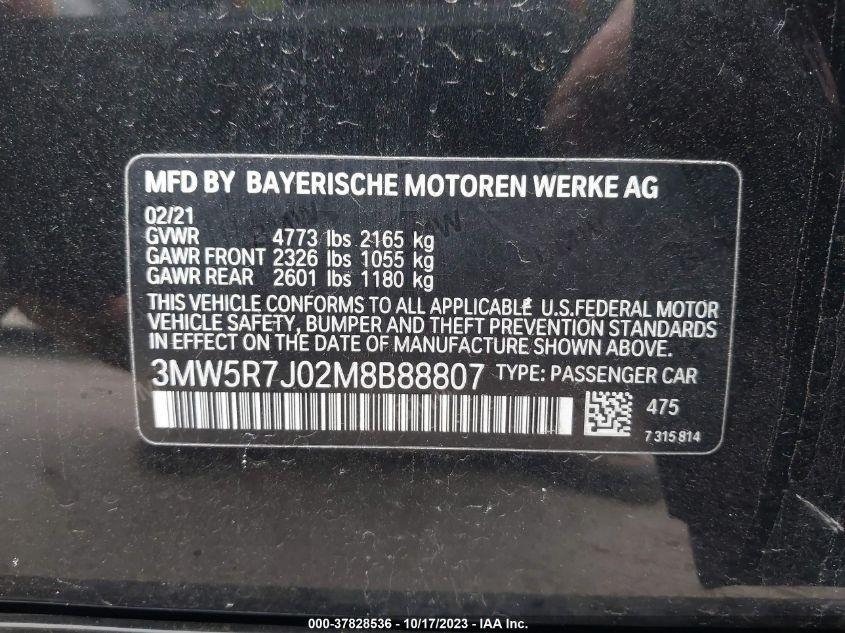 MFD BY BAYERISCHE MOTOREN WERKE AG
02/21
GVWR 4773 lbs 2165 kg
GAWR FRONT 2326 lbs 1055 kg
GAWR REAR 2601 lbs 1180 kg
THIS VEHICLE CONFORMS TO ALL APPLICABLE U.S.FEDERAL MOTOR
VEHICLE SAFETY, BUMPER AND THEFT PREVENTION STANDARDS
IN EFFECT ON THE DATE OF MANUFACTURE SHOWN ABOVE.
3MW5R7J02M8B88807 TYPE: PASSENGER CAR
475
7 315 814
000-37828536 - 10/17/2023 - IAA Inc.